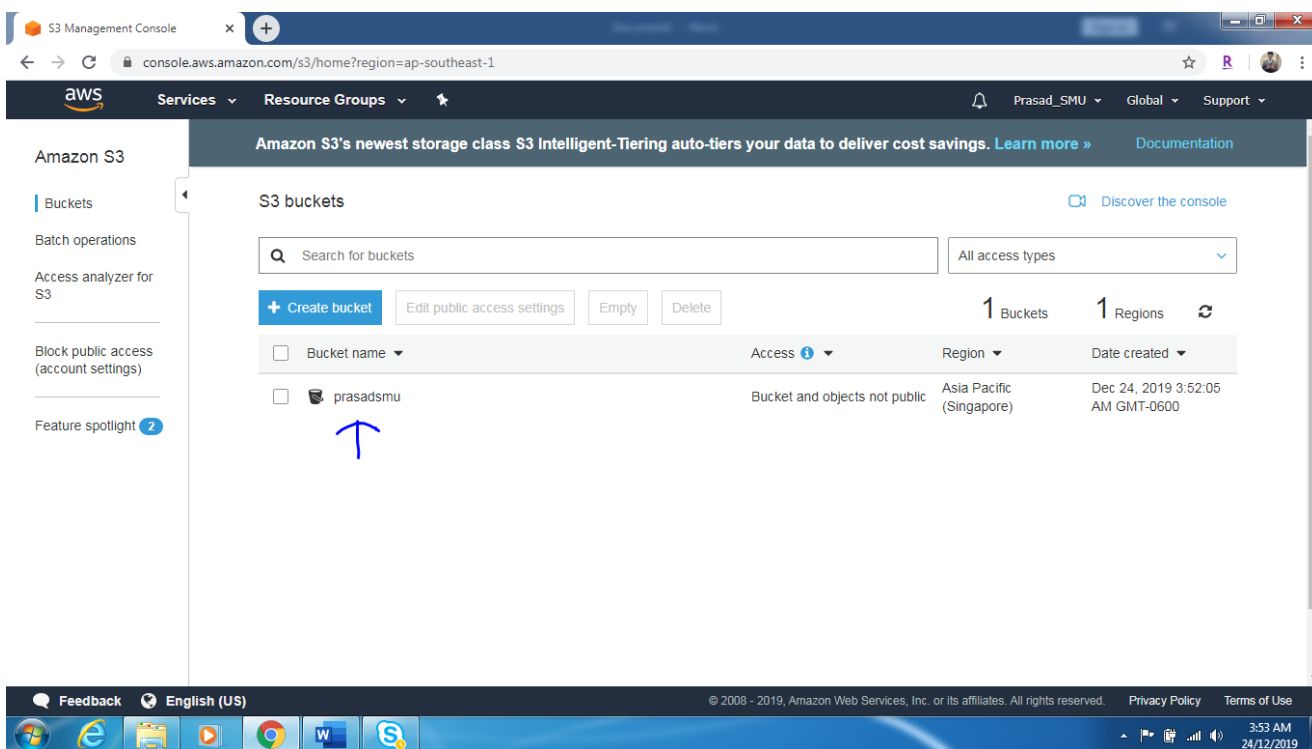 S3 Management Console
console.aws.amazon.com/s3/home?region=ap-southeast-1
R
aws Services Resource Groups Prasad_SMU Global Support
Amazon S3
Buckets
Batch operations
Access analyzer for
S3
Block public access
(account settings)
Feature spotlight 2
Amazon S3's newest storage class S3 Intelligent-Tiering auto-tiers your data to deliver cost savings. Learn more » Documentation
S3 buckets Discover the console
Search for buckets All access types
+ Create bucket Edit public access settings Empty Delete 1 Buckets 1 Regions
Bucket name Access Region Date created
prasadsmu Bucket and objects not public Asia Pacific
(Singapore) Dec 24, 2019 3:52:05
AM GMT-0600
Feedback English (US) © 2008 - 2019, Amazon Web Services, Inc. or its affiliates. All rights reserved. Privacy Policy Terms of Use
3:53 AM
24/12/2019